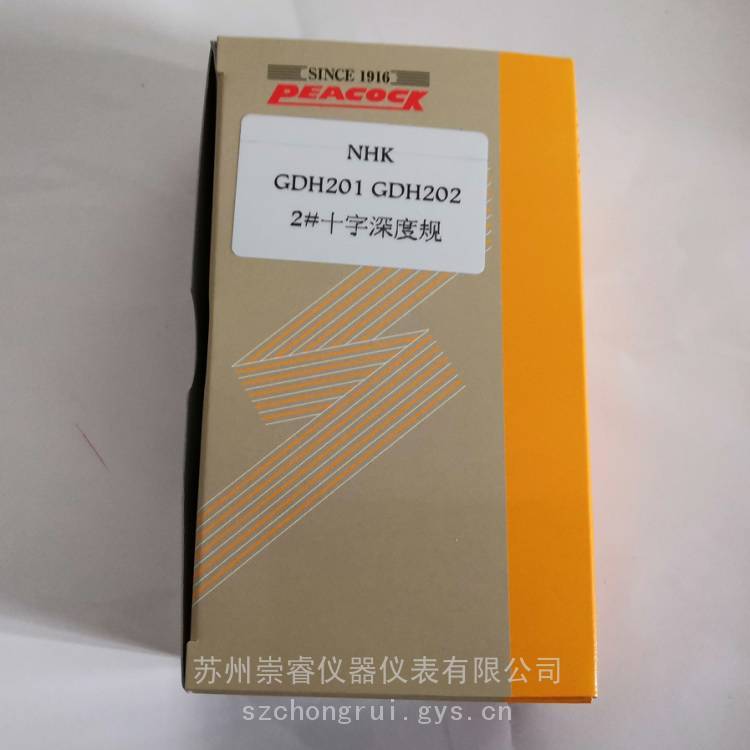 SINCE 1916
PEACOCK
NHK
GDH201 GDH202
2#十字深度规
苏州崇睿仪器仪表有限公司
szchongrui.gys.cn